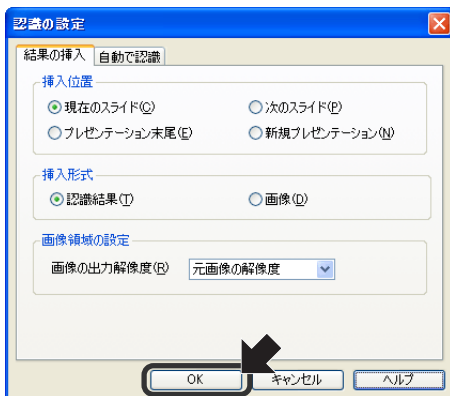 認識の設定
結果の挿入 自動で認識
挿入位置
現在のスライド(C) 次のスライド(P)
プレゼンテーション末尾(E) 新規プレゼンテーション(N)
挿入形式
認識結果(T) 画像(D)
画像領域の設定
画像の出力解像度(R) 元画像の解像度
OK キャンセル ヘルプ